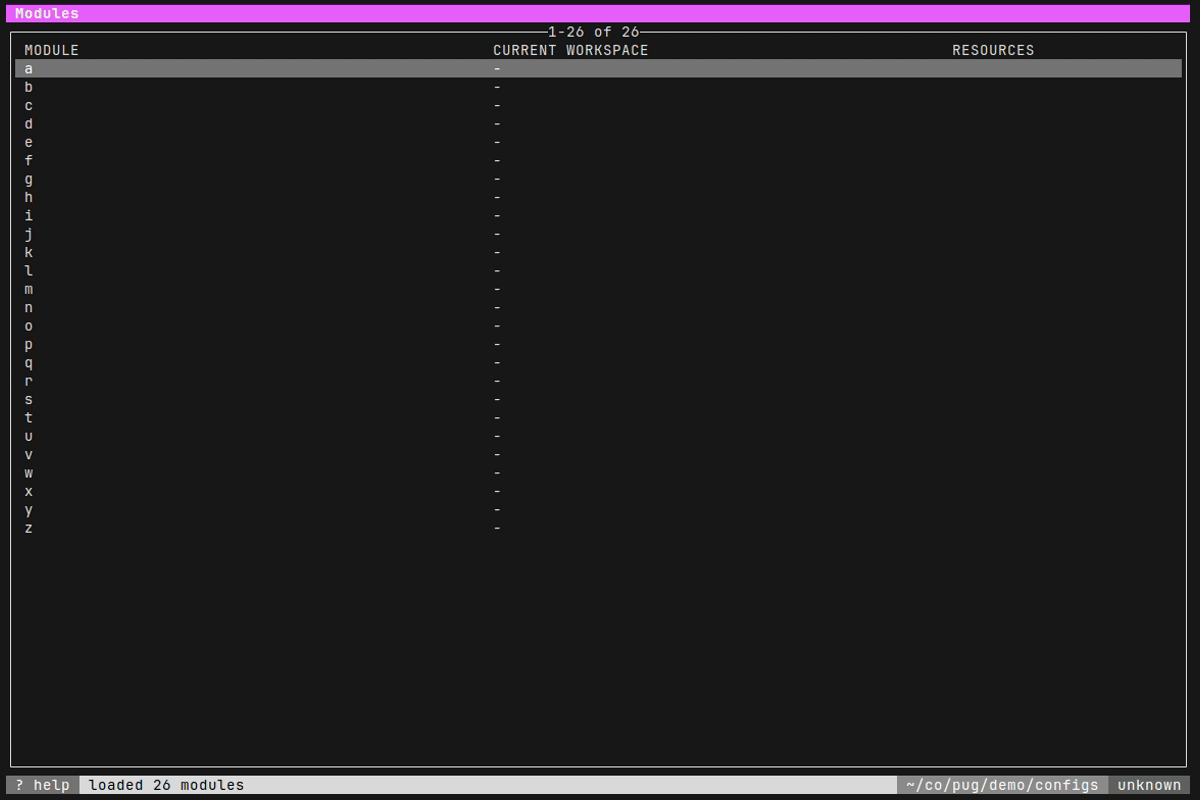 Modules
1-26 of 26
MODULE CURRENT WORKSPACE RESOURCES
a -
b -
c -
d -
e -
f -
g -
h -
i -
j -
k -
l -
m -
n -
o -
p -
q -
r -
s -
t -
u -
v -
w -
x -
y -
z -
? help loaded 26 modules ~/co/pug/demo/configs unknown